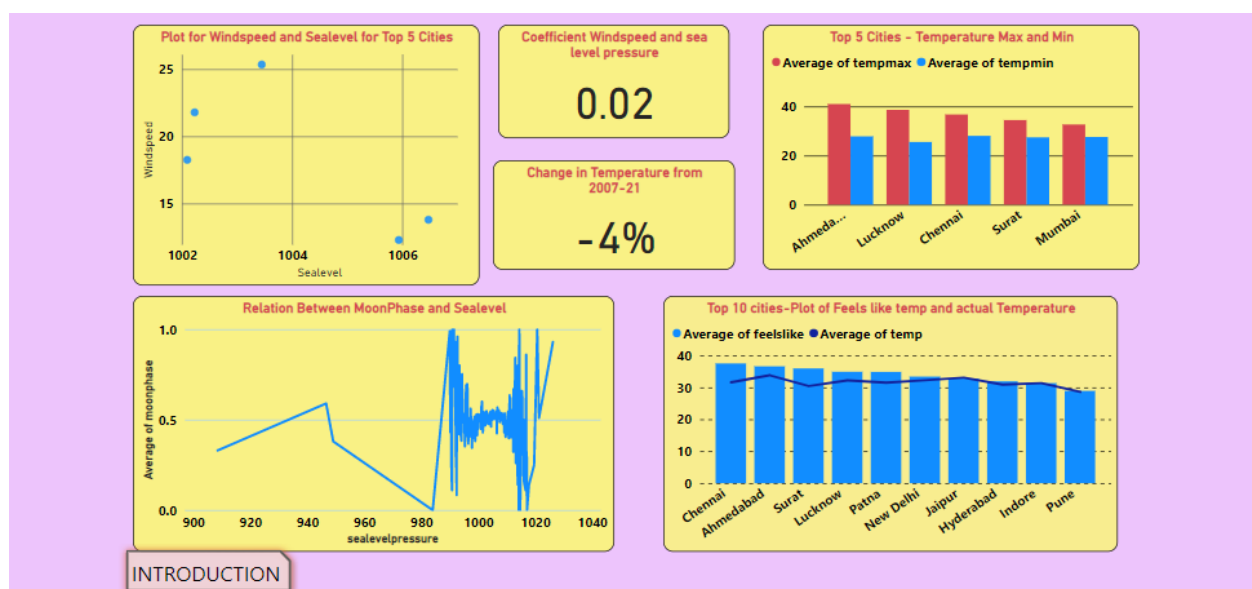 Plot for Windspeed and Sealevel for Top 5 Cities
25
20
15
Windspeed
1002 1004 1006
Sealevel
Coefficient Windspeed and sea
level pressure
0.02
Change in Temperature from
2007-21
-4%
Top 5 Cities - Temperature Max and Min
Average of tempmax Average of tempmin
40
20
0
Ahmeda... Lucknow Chennai Surat Mumbai
Relation Between MoonPhase and Sealevel
1.0
0.5
0.0
Average of moonphase
900 920 940 960 980 1000 1020 1040
sealevelpressure
Top 10 cities-Plot of Feels like temp and actual Temperature
Average of feelslike Average of temp
40
30
20
10
0
Chennai Ahmedabad Surat Lucknow Patna New Delhi Jaipur Hyderabad Indore Pune
INTRODUCTION